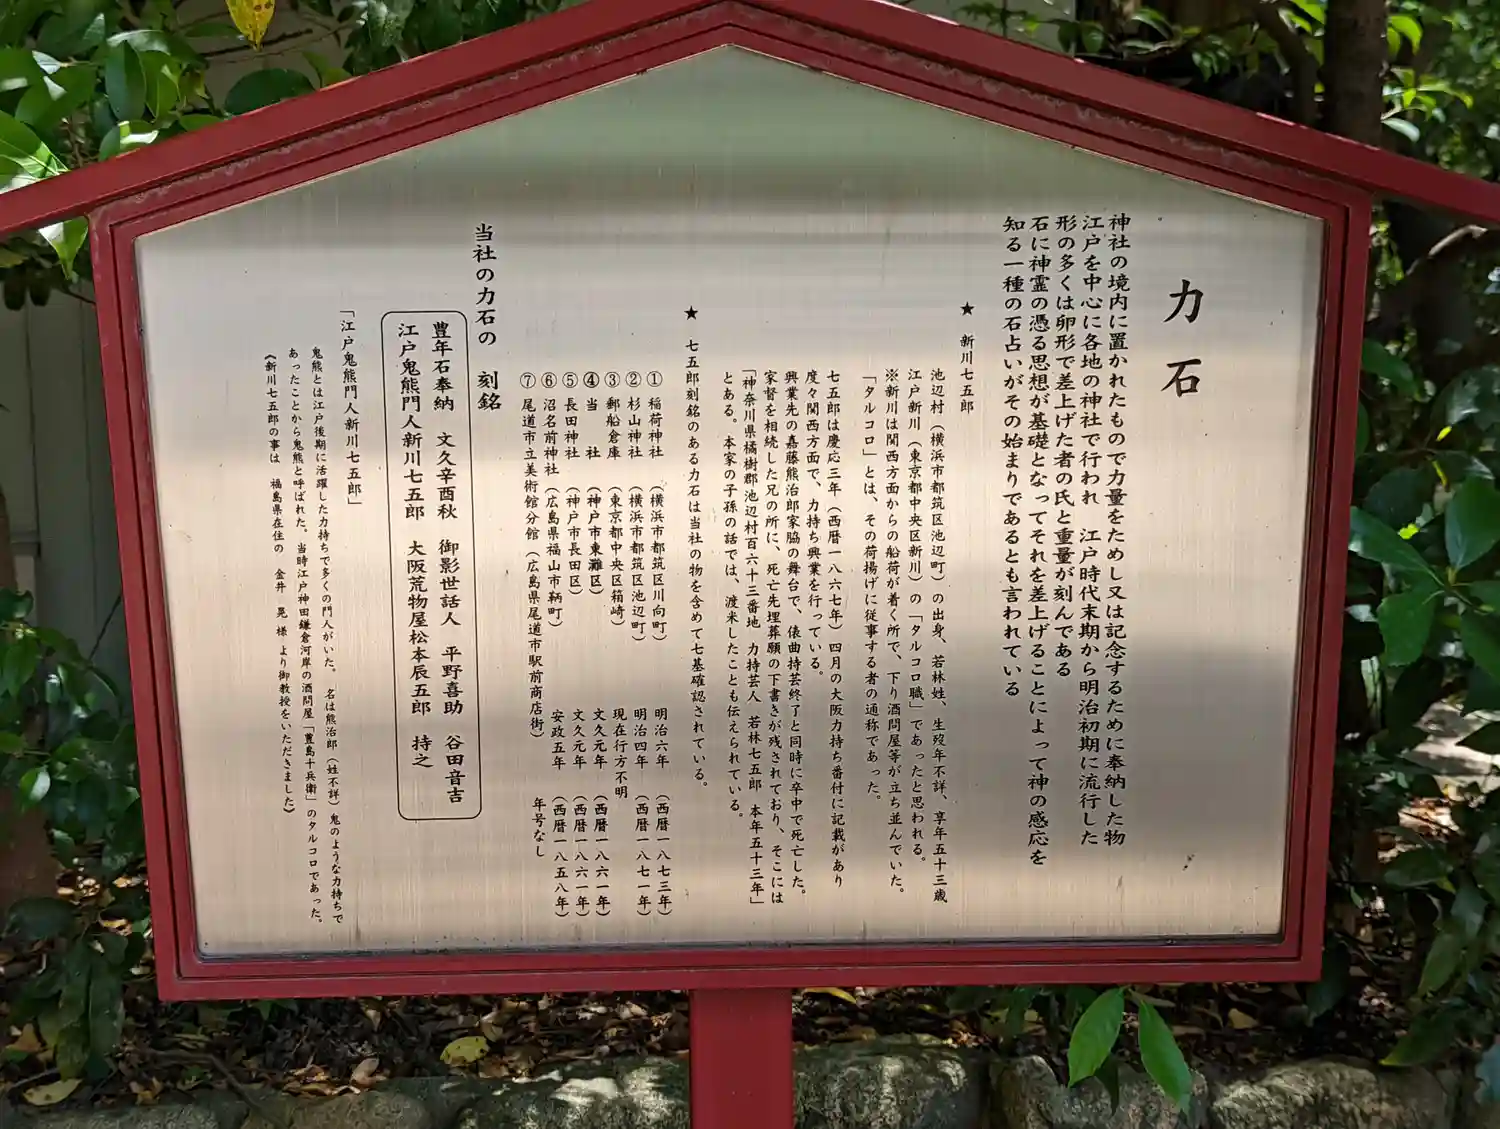 力石
神社の境内に置かれたもので力量をためし又は記念するために奉納した物
江戸を中心に各地の神社で行われ　江戸時代末期から明治初期に流行した
形の多くは卵形で差上げた者の氏と重量が刻んである
石に神霊の憑る思想が基礎となってそれを差上げることによって神の感応を
知る一種の石占いがその始まりであるとも言われている
★　新川七五郎
池辺村（横浜市都筑区池辺町）の出身、若林姓、生歿年不詳、享年五十三歳
江戸新川（東京都中央区新川）の「タルコロ職」であったと思われる。
※新川は関西方面からの船荷が着く所で、下り酒問屋等が立ち並んでいた。
「タルコロ」とは、その荷揚げに従事する者の通称であった。
七五郎は慶応三年（西暦一八六七年）四月の大阪力持ち番付に記載があり
度々関西方面で、力持ち興業を行っている。
興業先の嘉藤熊治郎家脇の舞台で、俵曲持芸終了と同時に卒中で死亡した。
家督を相続した兄の所に、死亡先埋葬願の下書きが残されており、そこには
「神奈川県橘樹郡池辺村百六十三番地　力持芸人　若林七五郎　本年五十三年」
とある。本家の子孫の話では、渡米したことも伝えられている。
★　七五郎刻銘のある力石は当社の物を含めて七基確認されている。
①　稲荷神社　（横浜市都筑区川向町）　明治六年　（西暦一八七三年）
②　杉山神社　（横浜市都筑区池辺町）　明治四年　（西暦一八七一年）
③　郵船倉庫　（東京都中央区箱崎）　現在行方不明
④　当　社　（神戸市東灘区）　文久元年　（西暦一八六一年）
⑤　長田神社　（神戸市長田区）　文久元年　（西暦一八六一年）
⑥　沼名前神社（広島県福山市鞆町）　安政五年　（西暦一八五八年）
⑦　尾道市立美術館分館（広島県尾道市駅前商店街）　年号なし
当社の力石の　刻銘
豊年石奉納　文久辛酉秋　御影世話人　平野喜助　谷田音吉
江戸鬼熊門人新川七五郎　大阪荒物屋松本辰五郎　持之
「江戸鬼熊門人新川七五郎」
鬼熊とは江戸後期に活躍した力持ちで多くの門人がいた。　名は熊治郎（姓不詳）鬼のような力持ちで
あったことから鬼熊と呼ばれた。当時江戸神田鎌倉河岸の酒問屋「豊島十兵衛」のタルコロであった。
《新川七五郎の事は　福島県在住の　金井　晃　様　より御教授をいただきました》